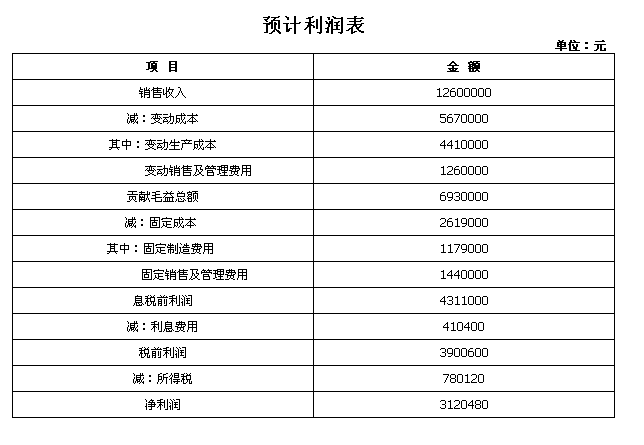 预计利润表
单位：元
项 目 金 额
销售收入 12600000
减：变动成本 5670000
其中：变动生产成本 4410000
变动销售及管理费用 1260000
贡献毛益总额 6930000
减：固定成本 2619000
其中：固定制造费用 1179000
固定销售及管理费用 1440000
息税前利润 4311000
减：利息费用 410400
税前利润 3900600
减：所得税 780120
净利润 3120480